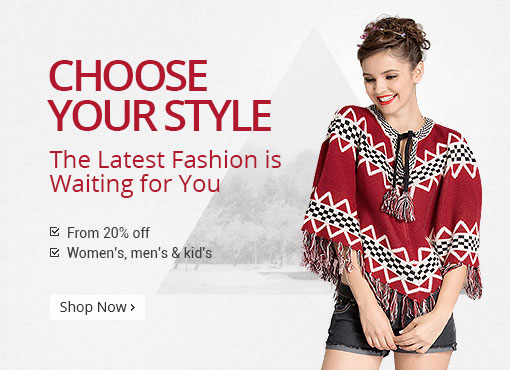 CHOOSE
YOUR STYLE
The Latest Fashion is
Waiting for You
From 20% off
Women's, men's & kid's
Shop Now ›